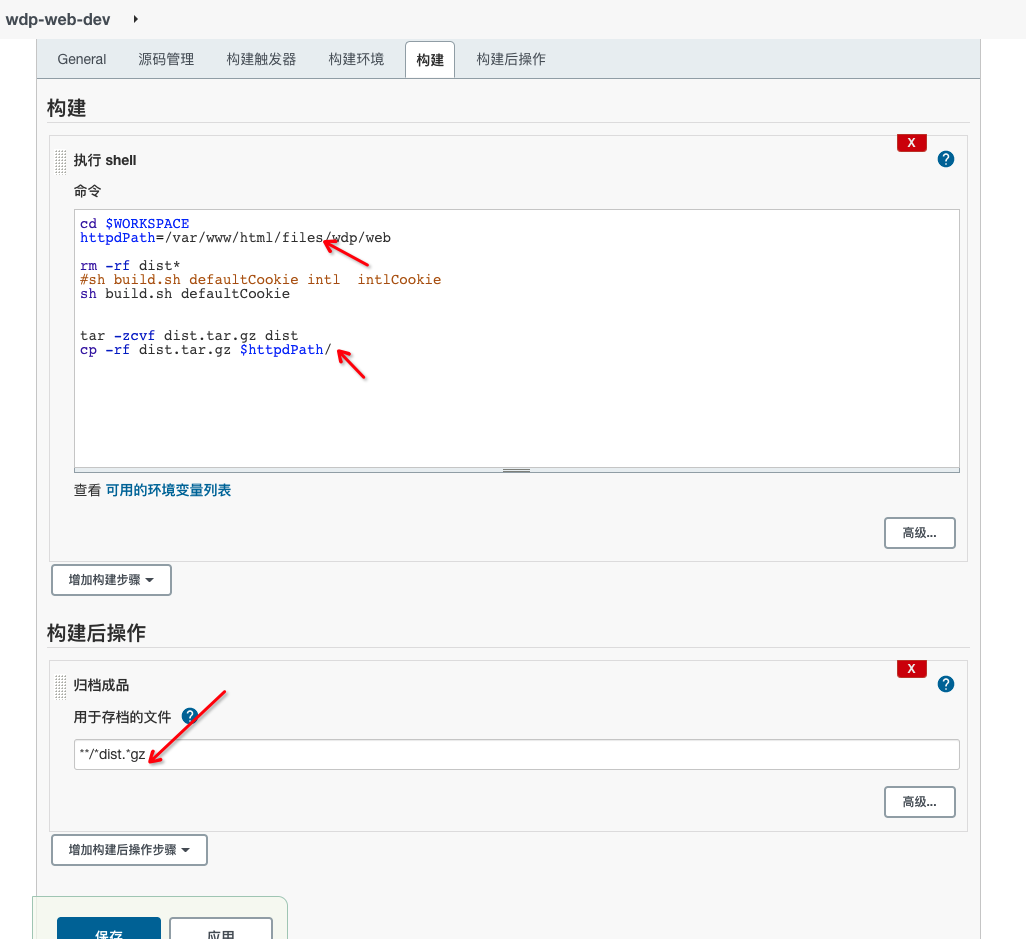 wdp-web-dev
General 源码管理 构建触发器 构建环境 构建 构建后操作
构建
X
执行 shell
?
命令
cd $WORKSPACE
httpdPath=/var/www/html/files/wdp/web
rm -rf dist*
#sh build.sh defaultCookie intl  intlCookie
sh build.sh defaultCookie
tar -zcvf dist.tar.gz dist
cp -rf dist.tar.gz $httpdPath/
查看 可用的环境变量列表
高级...
增加构建步骤
构建后操作
X
归档成品
?
用于存档的文件 ?
**/*dist.*gz
高级...
增加构建后操作步骤
保存 应用